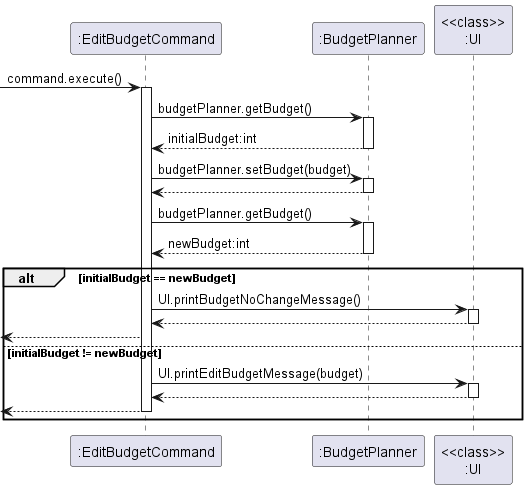 <<class>>
:EditBudgetCommand
:BudgetPlanner
:UI
command.execute()
budgetPlanner.getBudget()
initialBudget:int
budgetPlanner.setBudget(budget)
budgetPlanner.getBudget()
newBudget:int
alt
[initialBudget == newBudget]
UI.printBudgetNoChangeMessage()
[initialBudget != newBudget]
UI.printEditBudgetMessage(budget)
:EditBudgetCommand
:BudgetPlanner
<<class>>
:UI